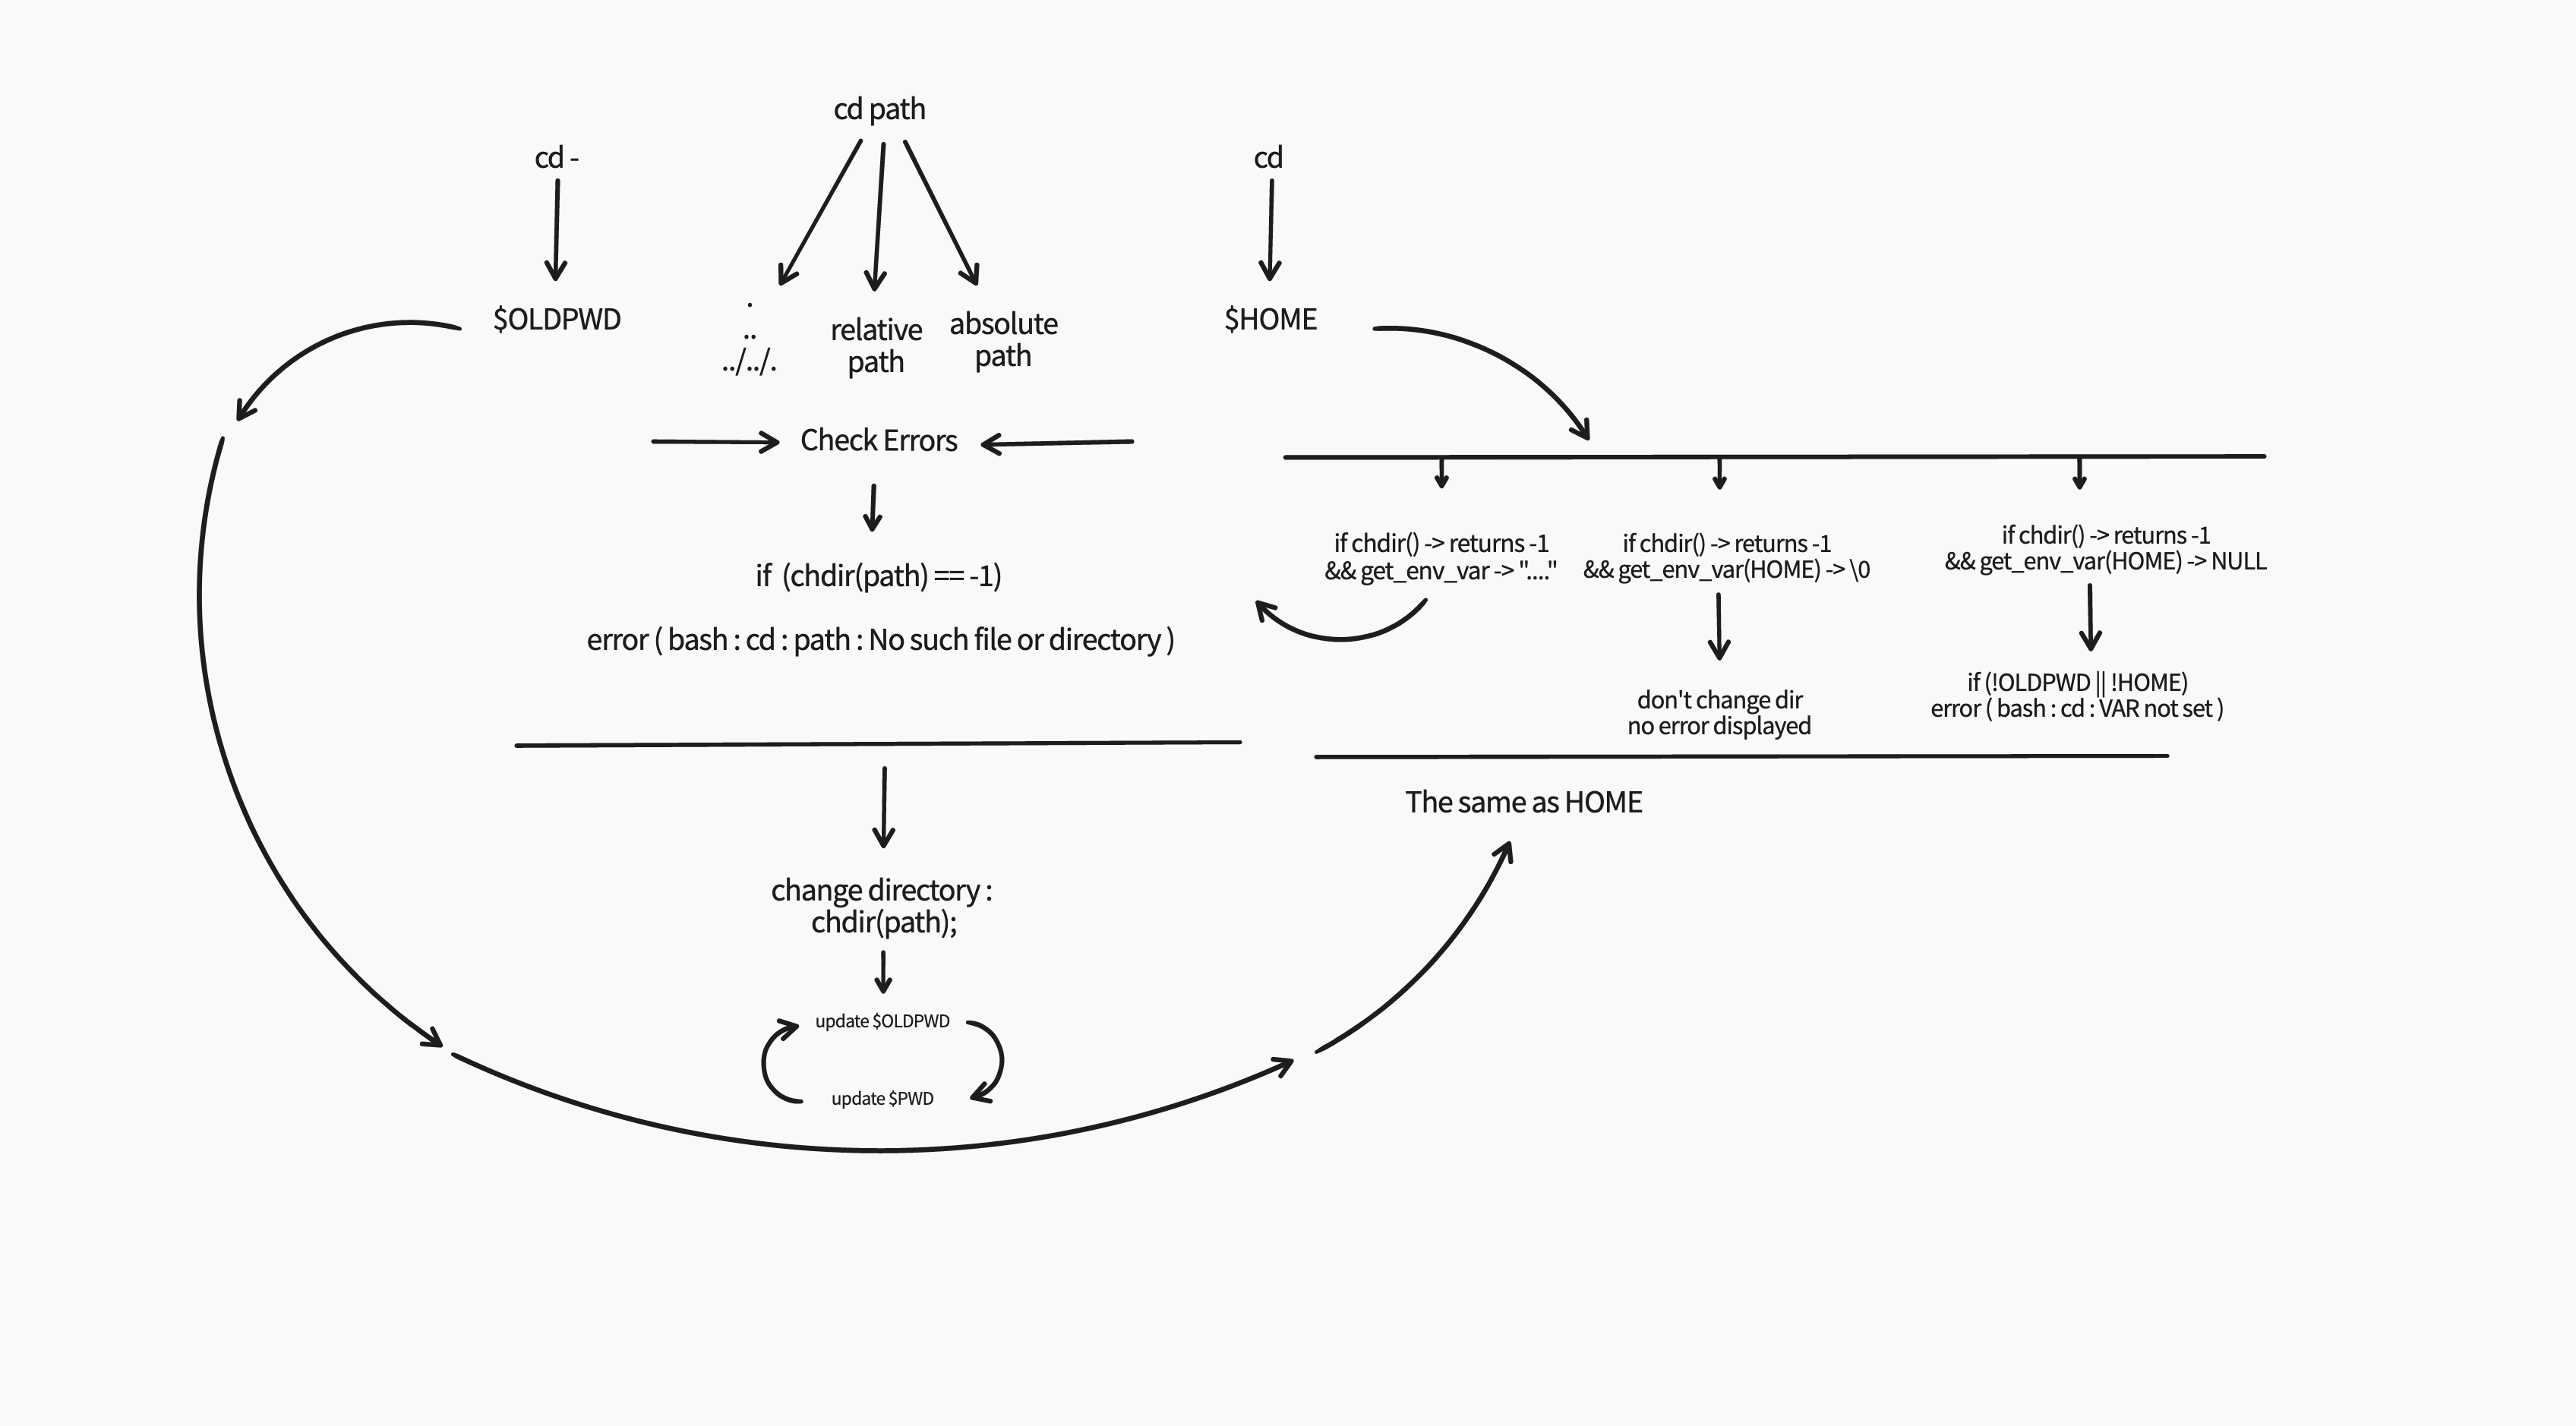 cd path
cd -
cd
$OLDPWD
.
..
../../.
relative
path
absolute
path
$HOME
Check Errors
if (chdir(path) == -1)
error ( bash : cd : path : No such file or directory )
if chdir() -> returns -1
&& get_env_var -> "...."
if chdir() -> returns -1
&& get_env_var(HOME) -> \0
if chdir() -> returns -1
&& get_env_var(HOME) -> NULL
don't change dir
no error displayed
if (!OLDPWD || !HOME)
error ( bash : cd : VAR not set )
The same as HOME
change directory :
chdir(path);
update $OLDPWD
update $PWD